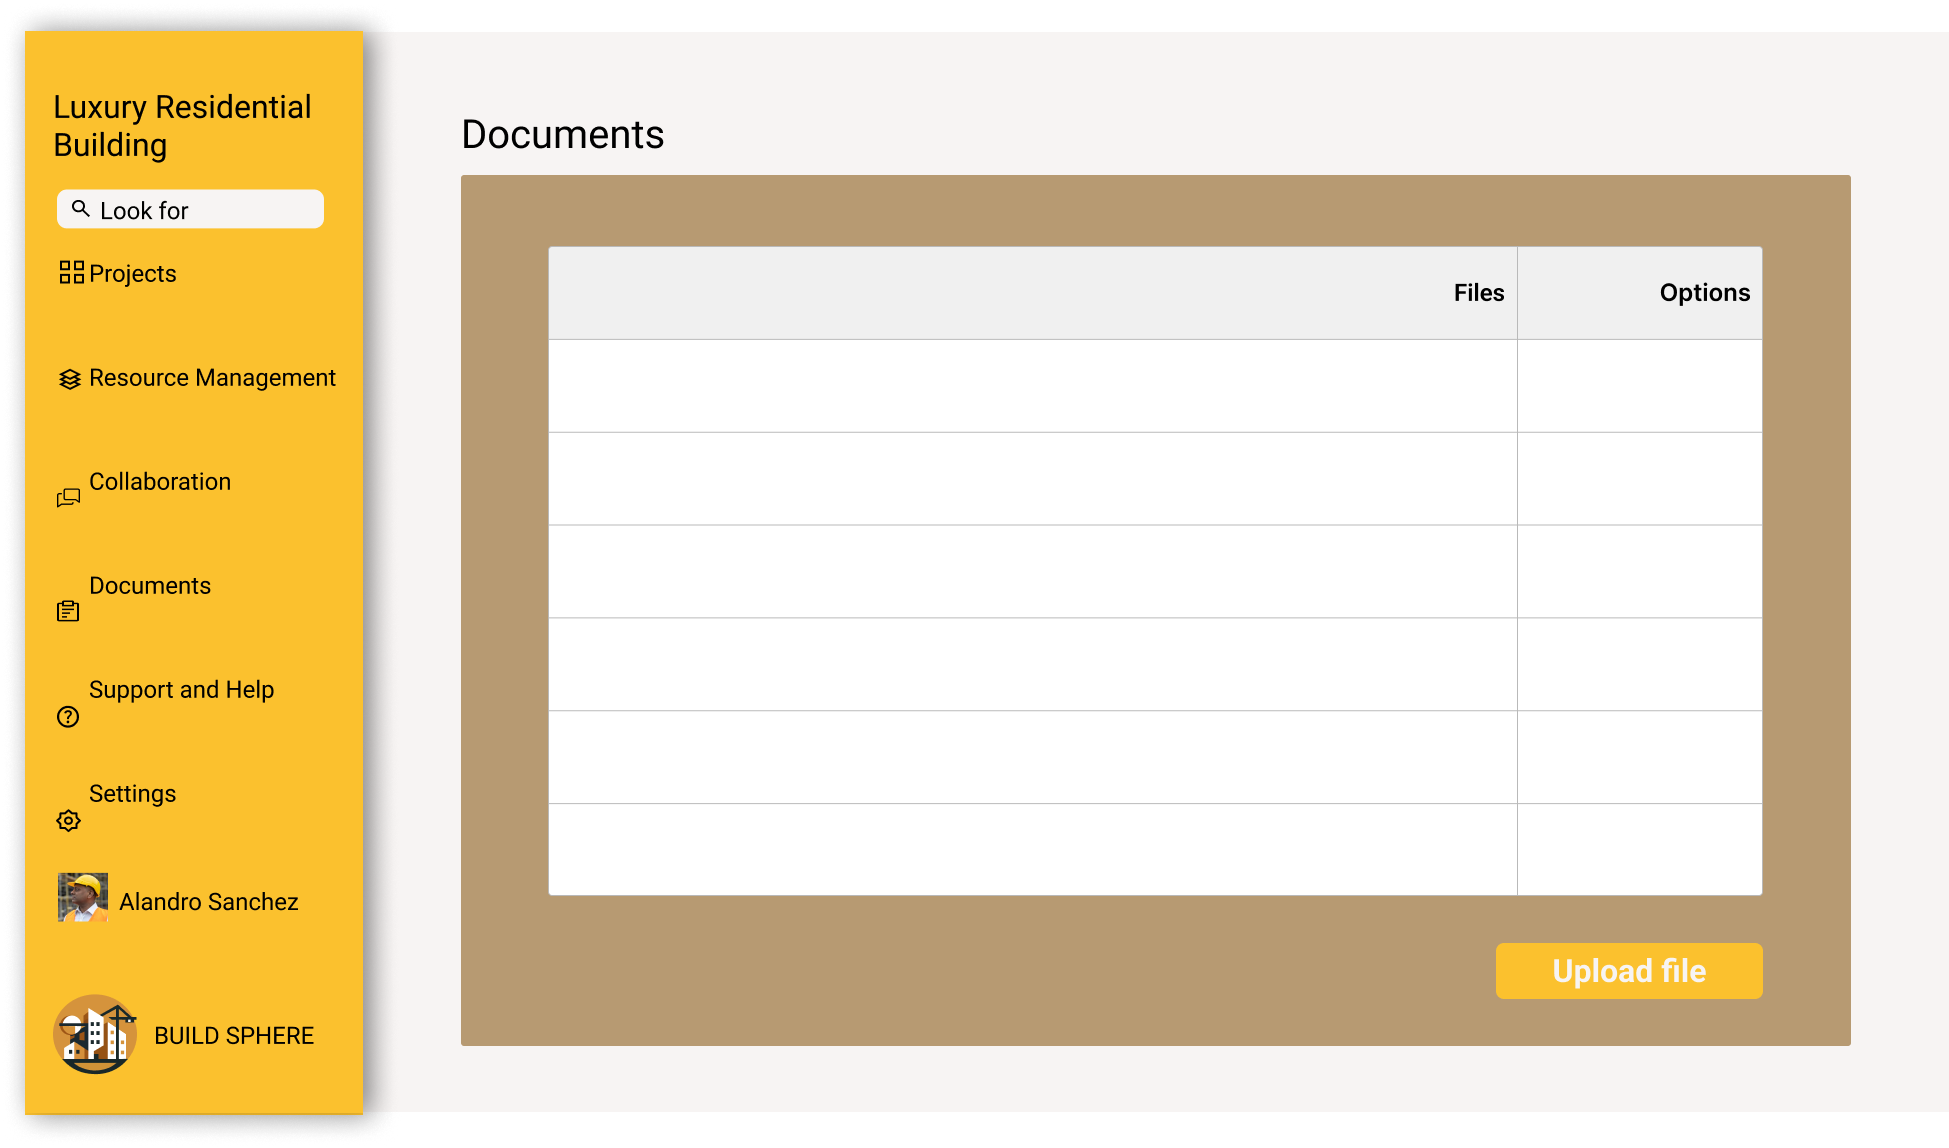 Luxury Residential
Building
Look for
Projects
Resource Management
Collaboration
Documents
Support and Help
Settings
Alandro Sanchez
BUILD SPHERE
Documents
Files
Options
Upload file